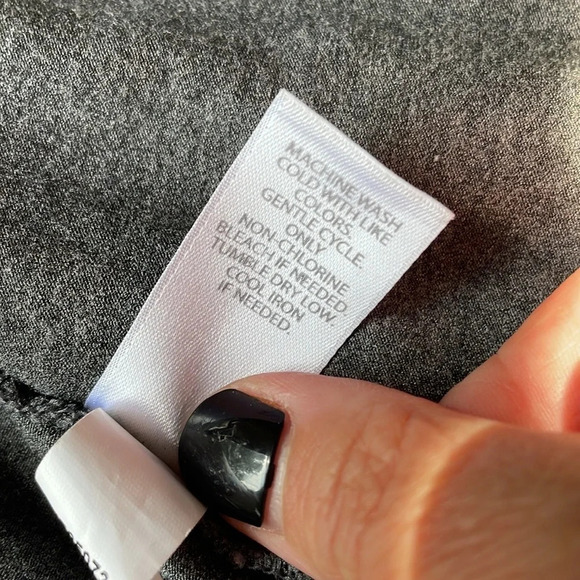 MACHINE WASH
COLD WITH LIKE
COLORS.
GENTLE CYCLE.
ONLY
NON-CHLORINE
BLEACH IF NEEDED.
TUMBLE DRY LOW.
COOL IRON
IF NEEDED.